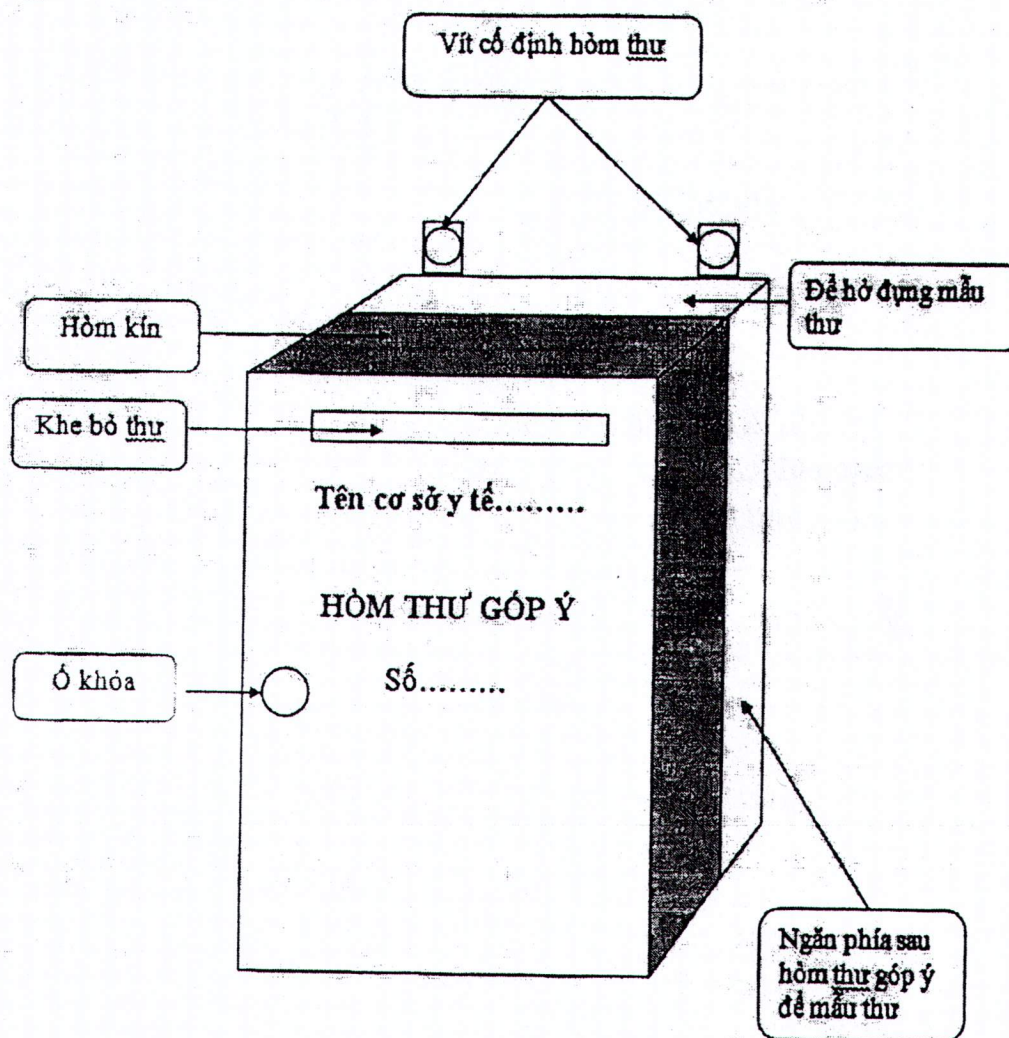 Vít cố định hòm thư
Để hở đựng mẫu
thư
Hòm kín
Khe bỏ thư
Tên cơ sở y tế.........
HÒM THƯ GÓP Ý
Ổ khóa
Số.........
Ngăn phía sau
hòm thư góp ý
để mẫu thư